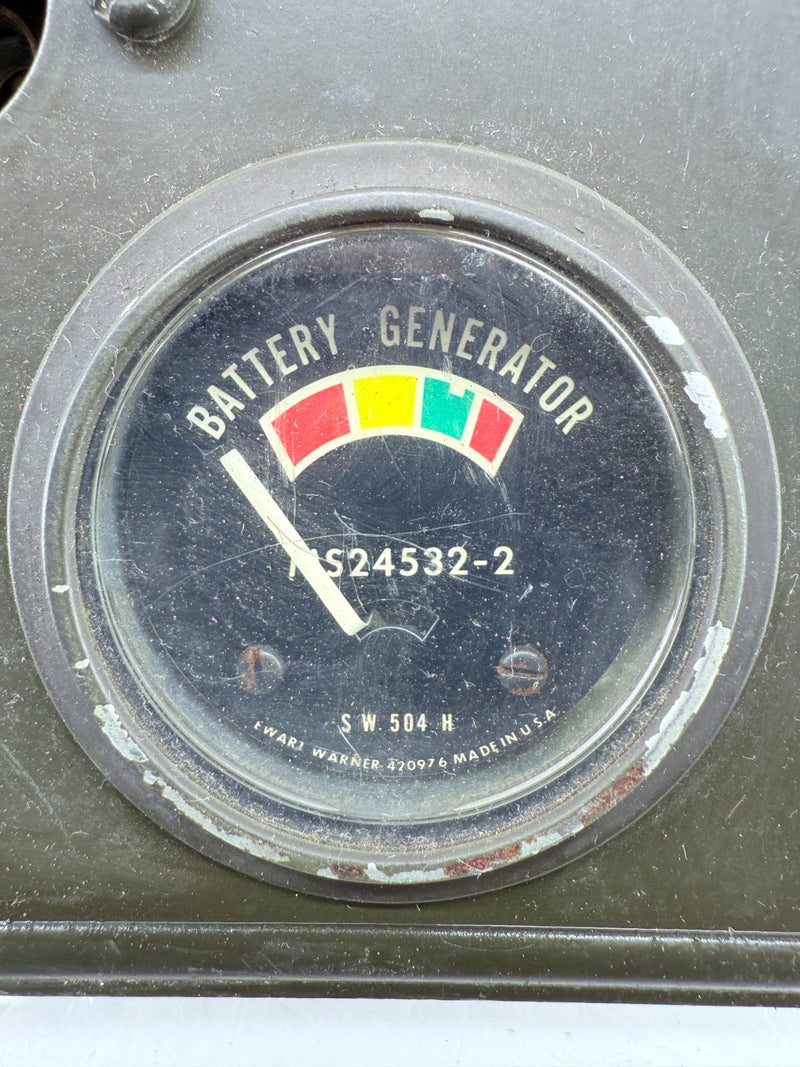 BATTERY GENERATOR
MS24532-2
S W 504 H
EWART WARNER 420976 MADE IN U.S.A.